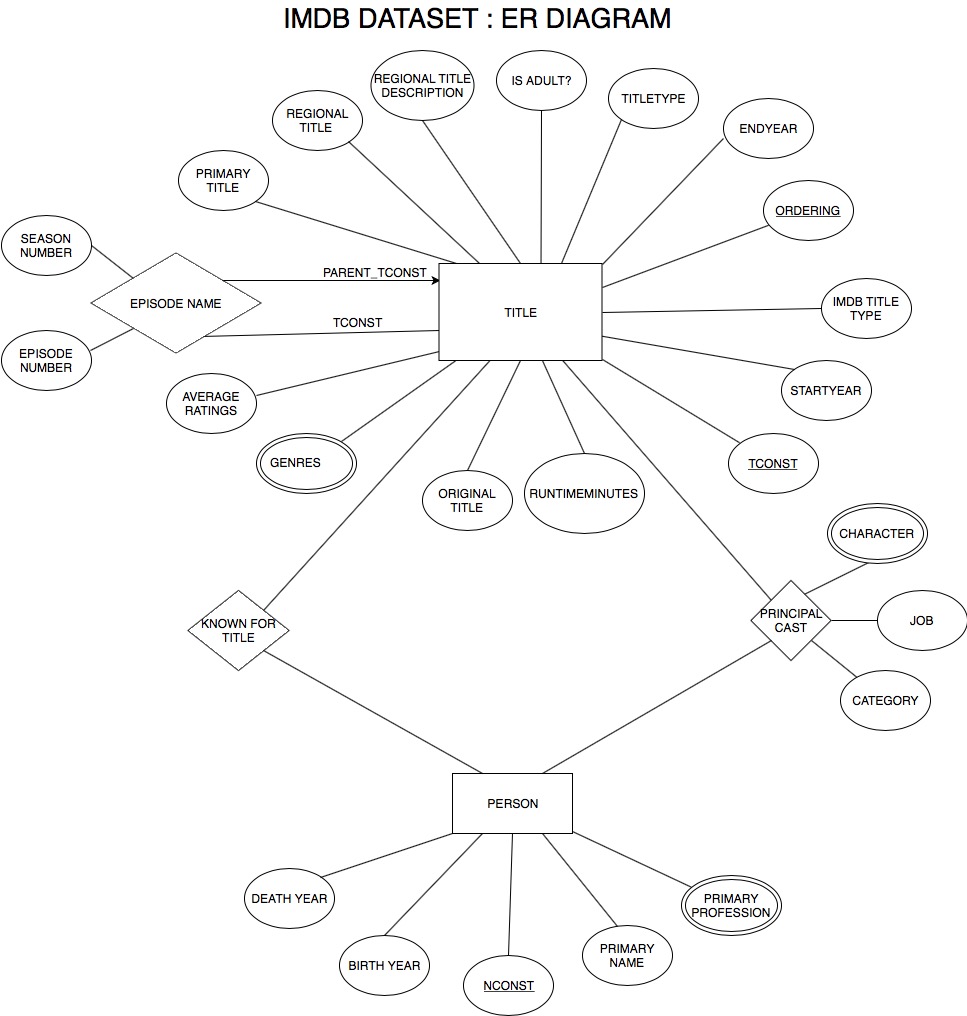 IMDB DATASET : ER DIAGRAM
REGIONAL TITLE
DESCRIPTION
IS ADULT?
TITLETYPE
REGIONAL
TITLE
ENDYEAR
PRIMARY
TITLE
ORDERING
SEASON
NUMBER
PARENT_TCONST
EPISODE NAME
TITLE
IMDB TITLE
TYPE
TCONST
EPISODE
NUMBER
AVERAGE
RATINGS
STARTYEAR
GENRES
ORIGINAL
TITLE
RUNTIMEMINUTES
TCONST
CHARACTER
KNOWN FOR
TITLE
PRINCIPAL
CAST
JOB
CATEGORY
PERSON
DEATH YEAR
PRIMARY
PROFESSION
BIRTH YEAR
NCONST
PRIMARY
NAME